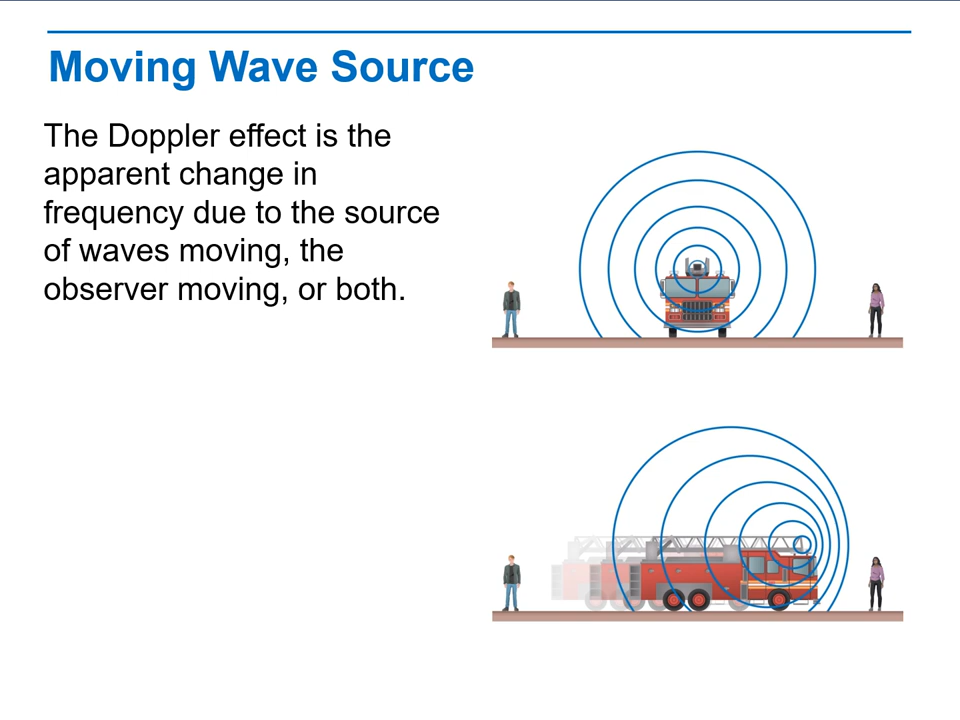 Moving Wave Source
The Doppler effect is the
apparent change in
frequency due to the source
of waves moving, the
observer moving, or both.